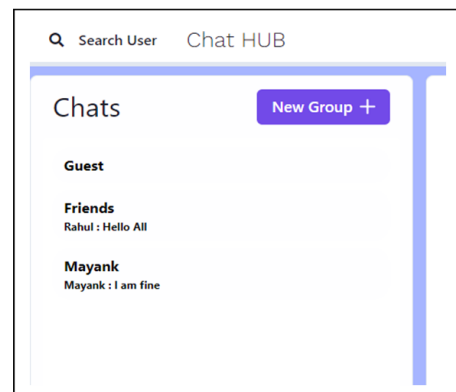 Search User Chat HUB
Chats
New Group +
Guest
Friends
Rahul : Hello All
Mayank
Mayank : I am fine